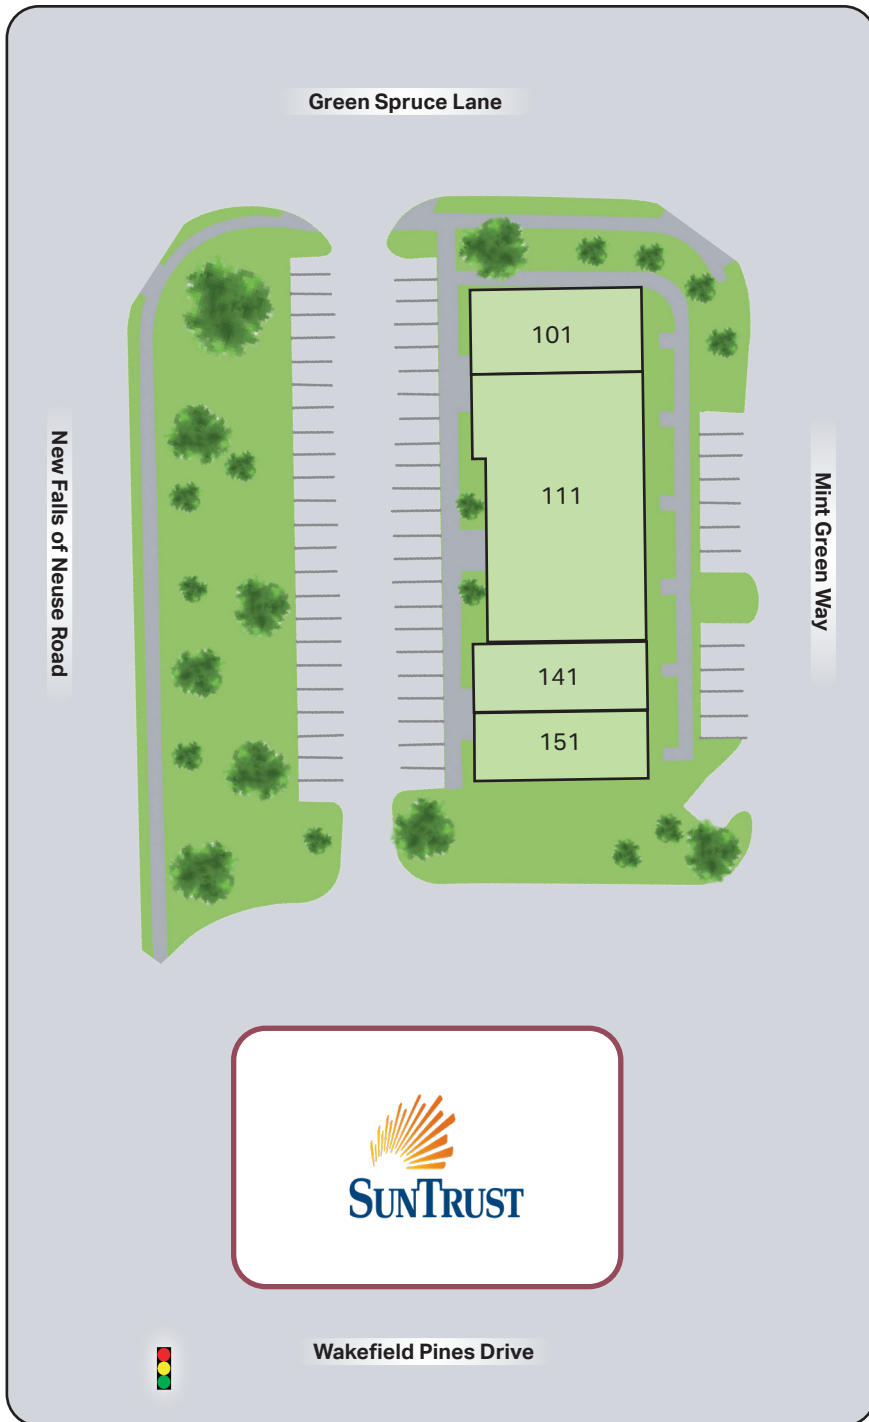 Green Spruce Lane
101
New Falls of Neuse Road
111
Mint Green Way
141
151
SUNTRUST
Wakefield Pines Drive